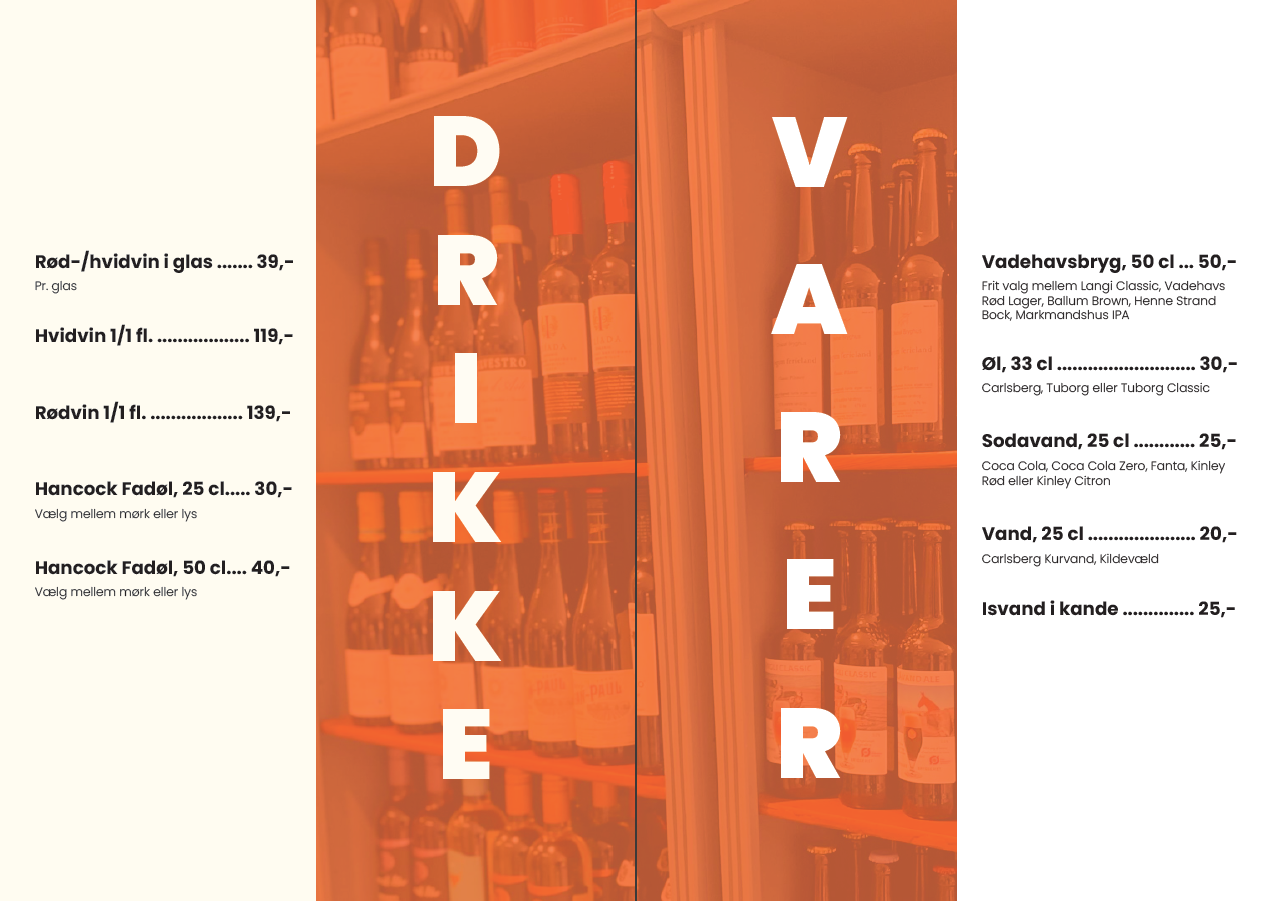 Rød-/hvidvin i glas ....... 39,-
Pr. glas
Hvidvin 1/1 fl. .................. 119,-
Rødvin 1/1 fl. .................. 139,-
Hancock Fadøl, 25 cl..... 30,-
Vælg mellem mørk eller lys
Hancock Fadøl, 50 cl.... 40,-
Vælg mellem mørk eller lys
D
R
I
K
K
E
V
A
R
E
R
Vadehavsbryg, 50 cl ... 50,-
Frit valg mellem Langi Classic, Vadehavs
Rød Lager, Ballum Brown, Henne Strand
Bock, Markmandshus IPA
Øl, 33 cl ........................... 30,-
Carlsberg, Tuborg eller Tuborg Classic
Sodavand, 25 cl ............ 25,-
Coca Cola, Coca Cola Zero, Fanta, Kinley
Rød eller Kinley Citron
Vand, 25 cl ..................... 20,-
Carlsberg Kurvand, Kildevæld
Isvand i kande .............. 25,-